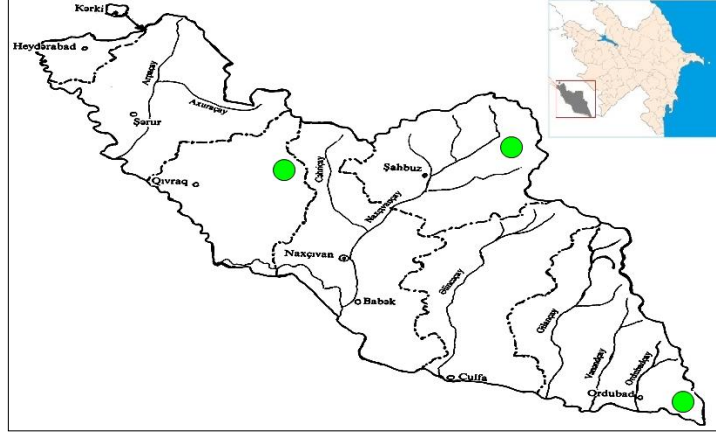 Kərki
Heydərabad
Arpaçay
Axuraçay
Şərur
Şahbuz
Qıvraq
Cəhriçay
Naxçıvançay
Naxçıvan
Əlincəçay
Babək
Gilançay
Vənəndçay
Ordubadçay
Culfa
Ordubad